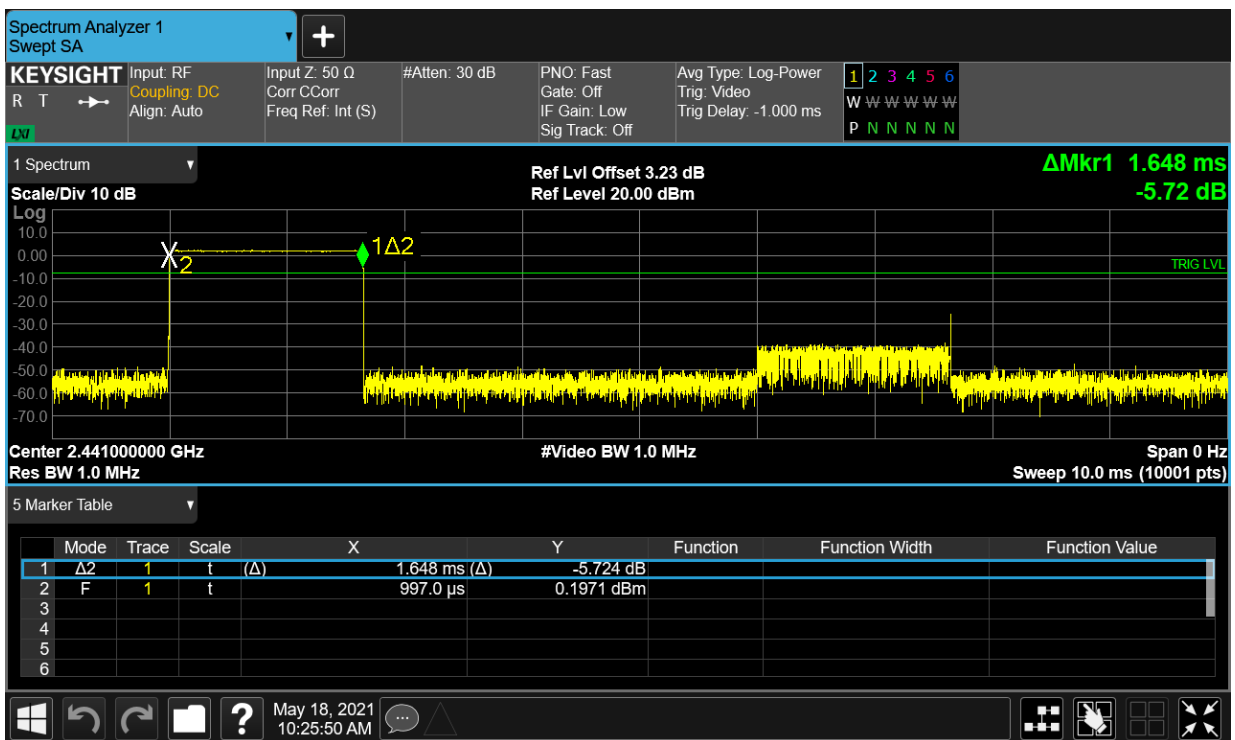 Spectrum Analyzer 1
Swept SA
KEYSIGHT
R T
LXI
Input: RF
Coupling: DC
Align: Auto
Input Z: 50 Ω
Corr CCorr
Freq Ref: Int (S)
#Atten: 30 dB
PNO: Fast
Gate: Off
IF Gain: Low
Sig Track: Off
Avg Type: Log-Power
Trig: Video
Trig Delay: -1.000 ms
1 2 3 4 5 6
W W W W W W
P N N N N N
1 Spectrum
Scale/Div 10 dB
Ref Lvl Offset 3.23 dB
Ref Level 20.00 dBm
ΔMkr1 1.648 ms
-5.72 dB
Log
10.0
0.00
-10.0
-20.0
-30.0
-40.0
-50.0
-60.0
-70.0
X
2
1Δ2
TRIG LVL
Center 2.441000000 GHz
Res BW 1.0 MHz
#Video BW 1.0 MHz
Span 0 Hz
Sweep 10.0 ms (10001 pts)
5 Marker Table
Mode Trace Scale X Y Function Function Width Function Value
1 Δ2 1 t (Δ) 1.648 ms (Δ) -5.724 dB
2 F 1 t 997.0 µs 0.1971 dBm
3
4
5
6
?
May 18, 2021
10:25:50 AM